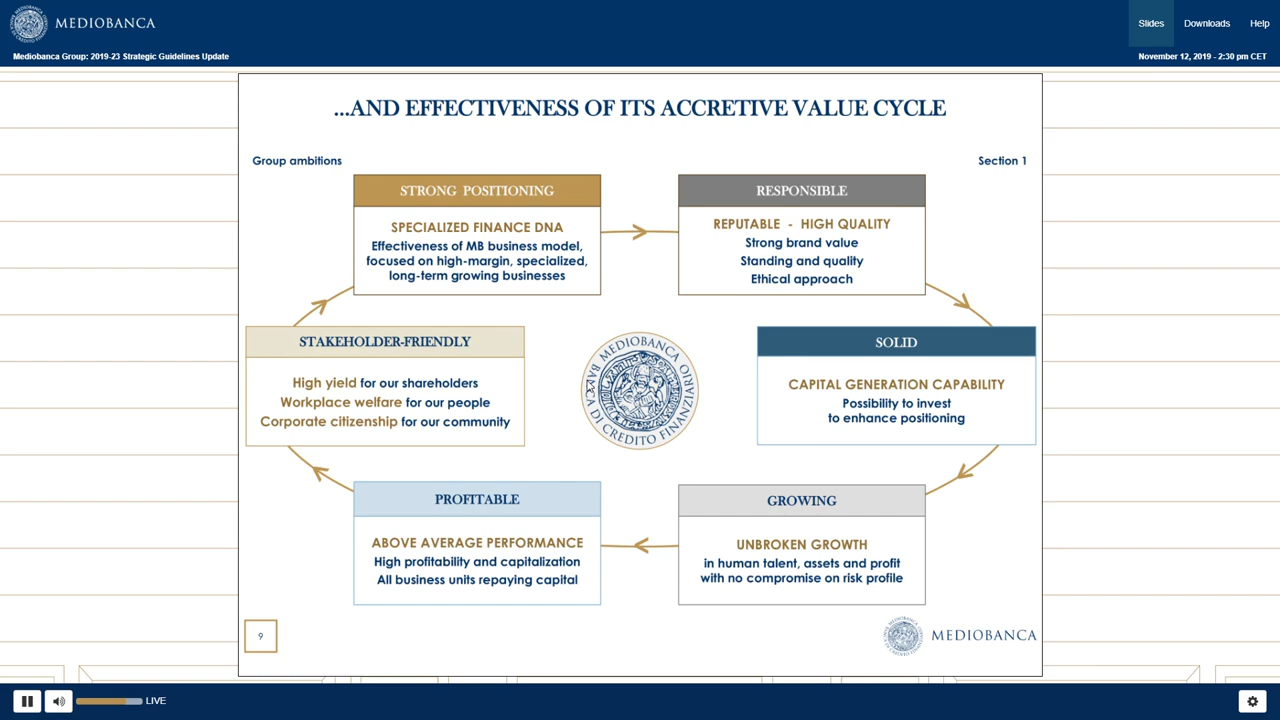 MEDIOBANCA
Slides
Downloads
Help
Mediobanca Group: 2019-23 Strategic Guidelines Update
November 12, 2019 - 2:30 pm CET
...AND EFFECTIVENESS OF ITS ACCRETIVE VALUE CYCLE
Group ambitions
Section 1
STRONG POSITIONING
SPECIALIZED FINANCE DNA
Effectiveness of MB business model,
focused on high-margin, specialized,
long-term growing businesses
RESPONSIBLE
REPUTABLE - HIGH QUALITY
Strong brand value
Standing and quality
Ethical approach
STAKEHOLDER-FRIENDLY
High yield for our shareholders
Workplace welfare for our people
Corporate citizenship for our community
MEDIOBANCA
BANCA DI CREDITO FINANZIARIO
SOLID
CAPITAL GENERATION CAPABILITY
Possibility to invest
to enhance positioning
PROFITABLE
ABOVE AVERAGE PERFORMANCE
High profitability and capitalization
All business units repaying capital
GROWING
UNBROKEN GROWTH
in human talent, assets and profit
with no compromise on risk profile
9
MEDIOBANCA
LIVE